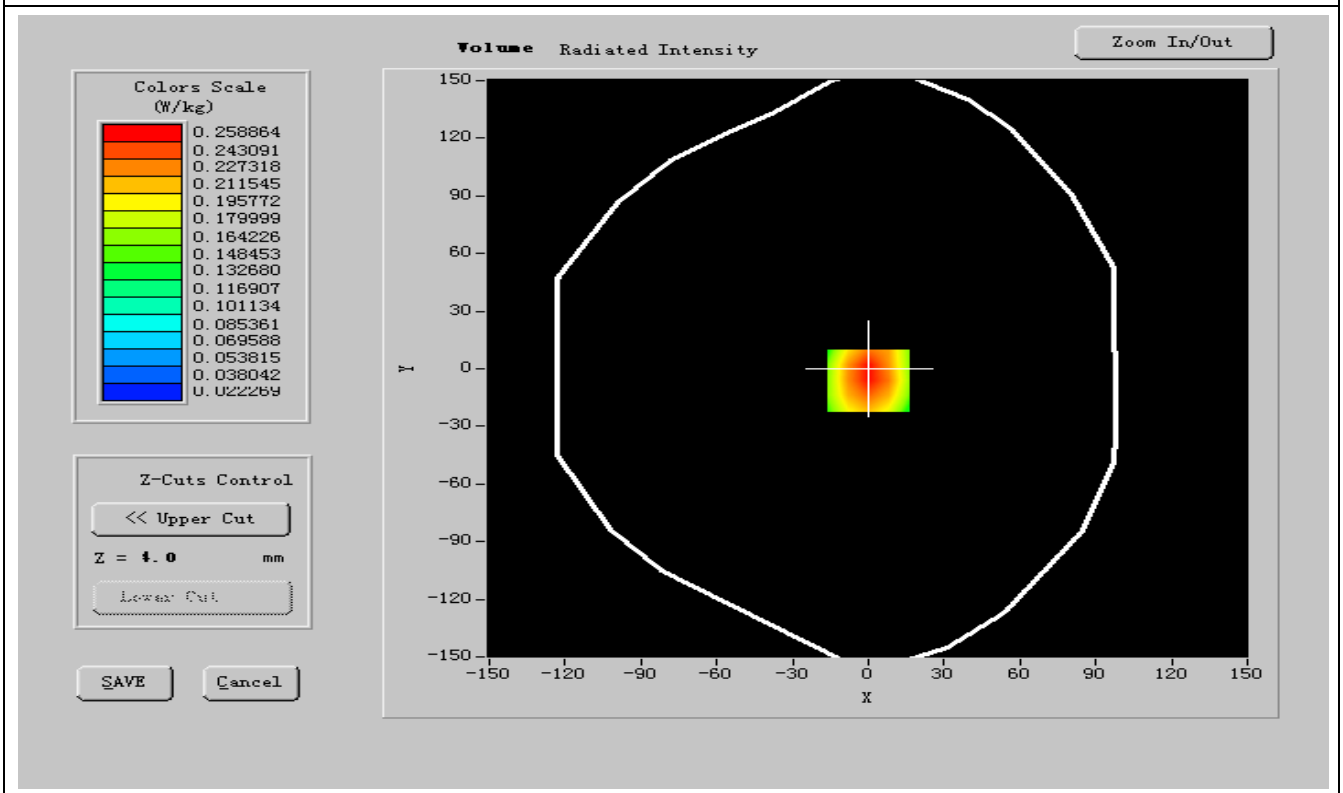 Volume Radiated Intensity
Zoom In/Out
Colors Scale
(W/kg)
0.258864
0.243091
0.227318
0.211545
0.195772
0.179999
0.164226
0.148453
0.132680
0.116907
0.101134
0.085361
0.069588
0.053815
0.038042
0.022269
Z-Cuts Control
<< Upper Cut
Z = 4.0 mm
Lower Cut
SAVE
Cancel
150
120
90
60
30
0
-30
-60
-90
-120
-150
Y
-150 -120 -90 -60 -30 0 30 60 90 120 150
X